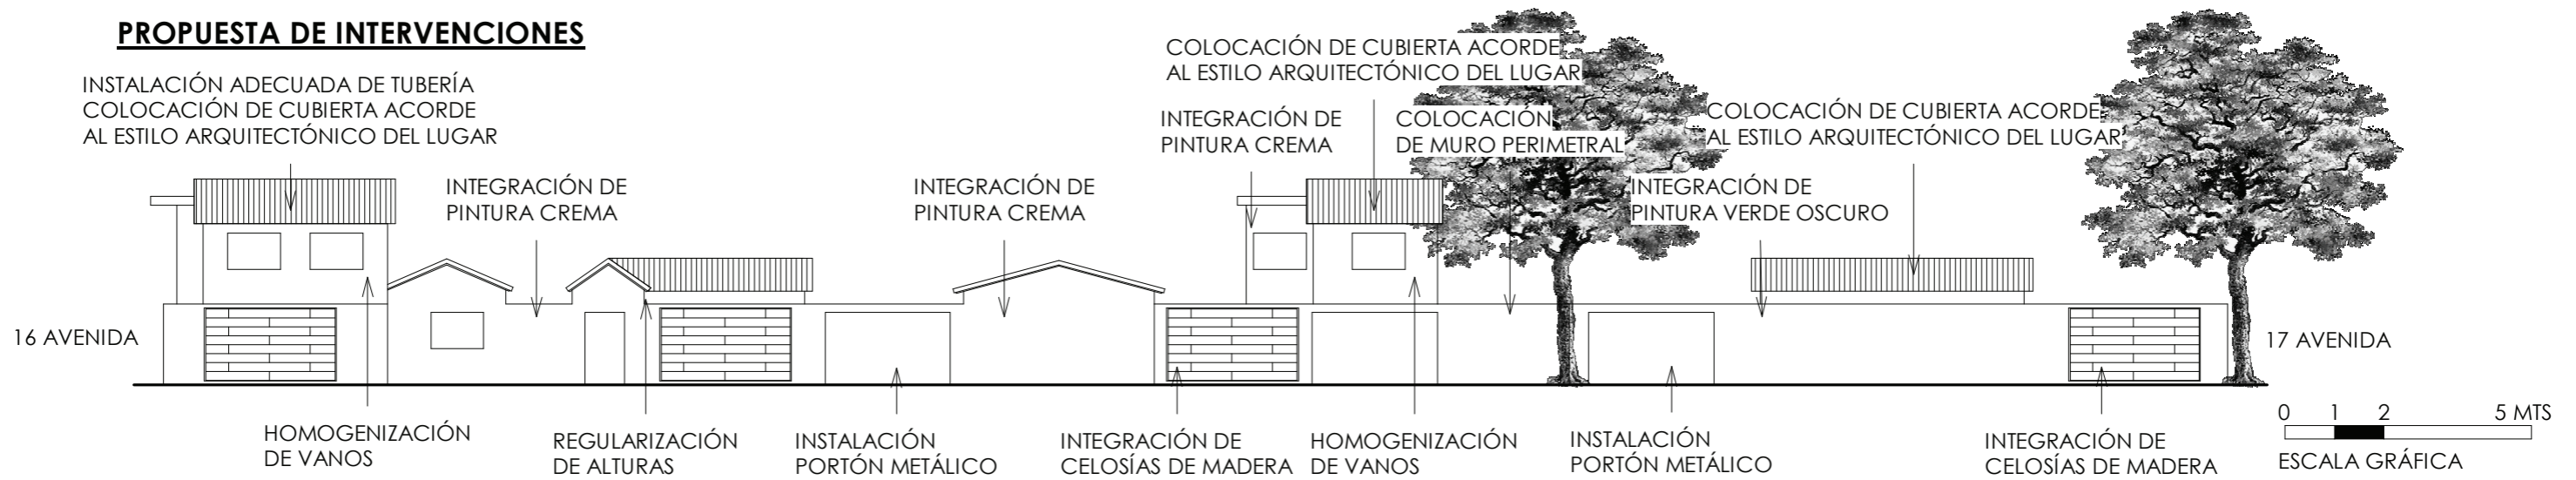 PROPUESTA DE INTERVENCIONES
INSTALACIÓN ADECUADA DE TUBERÍA
COLOCACIÓN DE CUBIERTA ACORDE
AL ESTILO ARQUITECTÓNICO DEL LUGAR
INTEGRACIÓN DE
PINTURA CREMA
INTEGRACIÓN DE
PINTURA CREMA
COLOCACIÓN DE CUBIERTA ACORDE
AL ESTILO ARQUITECTÓNICO DEL LUGAR
INTEGRACIÓN DE
PINTURA CREMA
COLOCACIÓN
DE MURO PERIMETRAL
COLOCACIÓN DE CUBIERTA ACORDE
AL ESTILO ARQUITECTÓNICO DEL LUGAR
INTEGRACIÓN DE
PINTURA VERDE OSCURO
16 AVENIDA
17 AVENIDA
HOMOGENIZACIÓN
DE VANOS
REGULARIZACIÓN
DE ALTURAS
INSTALACIÓN
PORTÓN METÁLICO
INTEGRACIÓN DE
CELOSÍAS DE MADERA
HOMOGENIZACIÓN
DE VANOS
INSTALACIÓN
PORTÓN METÁLICO
INTEGRACIÓN DE
CELOSÍAS DE MADERA
0 1 2 5 MTS
ESCALA GRÁFICA